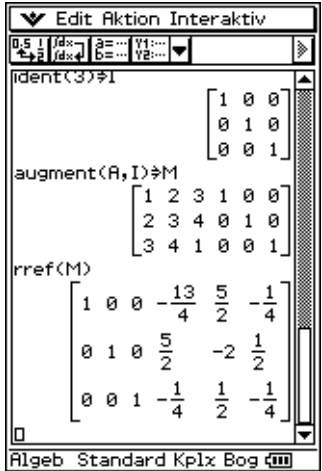 Edit Aktion Interaktiv
ident(3)⇒I
[1 0 0
0 1 0
0 0 1]
augment(A,I)⇒M
[1 2 3 1 0 0
2 3 4 0 1 0
3 4 1 0 0 1]
rref(M)
[1 0 0 -13/4 5/2 -1/4
0 1 0 5/2 -2 1/2
0 0 1 -1/4 1/2 -1/4]
Algeb Standard Kplx Bog